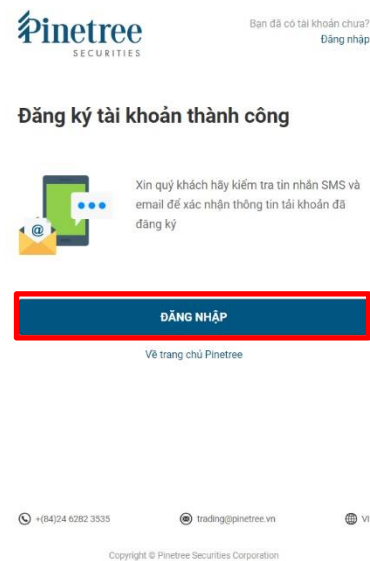 Pinetree
SECURITIES
Bạn đã có tài khoản chưa?
Đăng nhập
Đăng ký tài khoản thành công
Xin quý khách hãy kiểm tra tin nhắn SMS và
email để xác nhận thông tin tải khoản đã
đăng ký
@
ĐĂNG NHẬP
Về trang chủ Pinetree
+(84)24 6282 3535
trading@pinetree.vn
VI
Copyright © Pinetree Securities Corporation